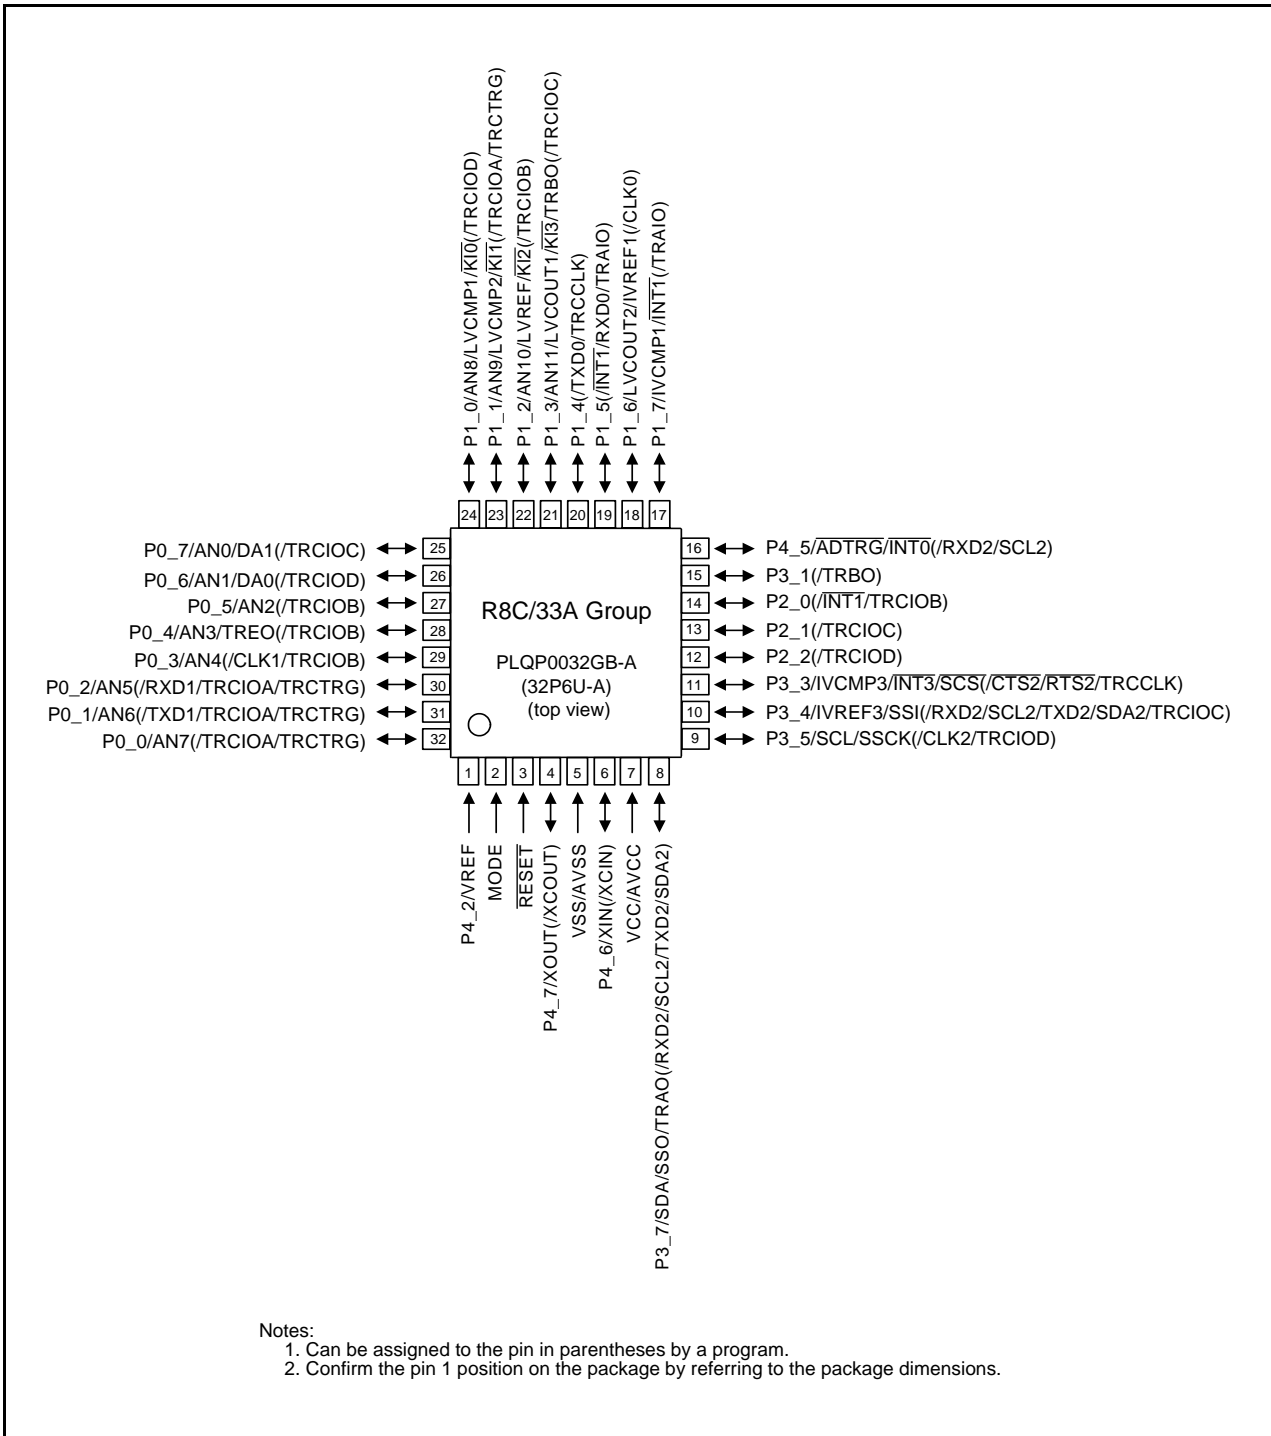 P1_0/AN8/LVCMP1/KI0(/TRCIOD)
P1_1/AN9/LVCMP2/KI1(/TRCIOA/TRCTRG)
P1_2/AN10/LVREF/KI2(/TRCIOB)
P1_3/AN11/LVCOUT1/KI3/TRBO(/TRCIOC)
P1_4(/TXD0/TRCCLK)
P1_5(/INT1/RXD0/TRAIO)
P1_6/LVCOUT2/IVREF1(/CLK0)
P1_7/IVCMP1/INT1(/TRAIO)
24 23 22 21 20 19 18 17
P0_7/AN0/DA1(/TRCIOC) 25
P0_6/AN1/DA0(/TRCIOD) 26
P0_5/AN2(/TRCIOB) 27
P0_4/AN3/TREO(/TRCIOB) 28
P0_3/AN4(/CLK1/TRCIOB) 29
P0_2/AN5(/RXD1/TRCIOA/TRCTRG) 30
P0_1/AN6(/TXD1/TRCIOA/TRCTRG) 31
P0_0/AN7(/TRCIOA/TRCTRG) 32
R8C/33A Group
PLQP0032GB-A
(32P6U-A)
(top view)
16 P4_5/ADTRG/INT0(/RXD2/SCL2)
15 P3_1(/TRBO)
14 P2_0(/INT1/TRCIOB)
13 P2_1(/TRCIOC)
12 P2_2(/TRCIOD)
11 P3_3/IVCMP3/INT3/SCS(/CTS2/RTS2/TRCCLK)
10 P3_4/IVREF3/SSI(/RXD2/SCL2/TXD2/SDA2/TRCIOC)
9 P3_5/SCL/SSCK(/CLK2/TRCIOD)
1 2 3 4 5 6 7 8
P4_2/VREF
MODE
RESET
P4_7/XOUT(/XCOUT)
VSS/AVSS
P4_6/XIN(/XCIN)
VCC/AVCC
P3_7/SDA/SSO/TRAO(/RXD2/SCL2/TXD2/SDA2)
Notes:
1. Can be assigned to the pin in parentheses by a program.
2. Confirm the pin 1 position on the package by referring to the package dimensions.